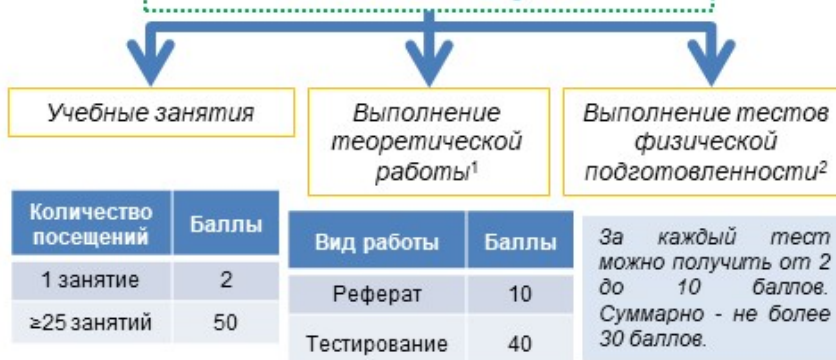 Учебные занятия
Выполнение
теоретической
работы¹
Выполнение тестов
физической
подготовленности²
Количество
посещений
Баллы
1 занятие
2
≥25 занятий
50
Вид работы
Баллы
Реферат
10
Тестирование
40
За каждый тест
можно получить от 2
до 10 баллов.
Суммарно - не более
30 баллов.